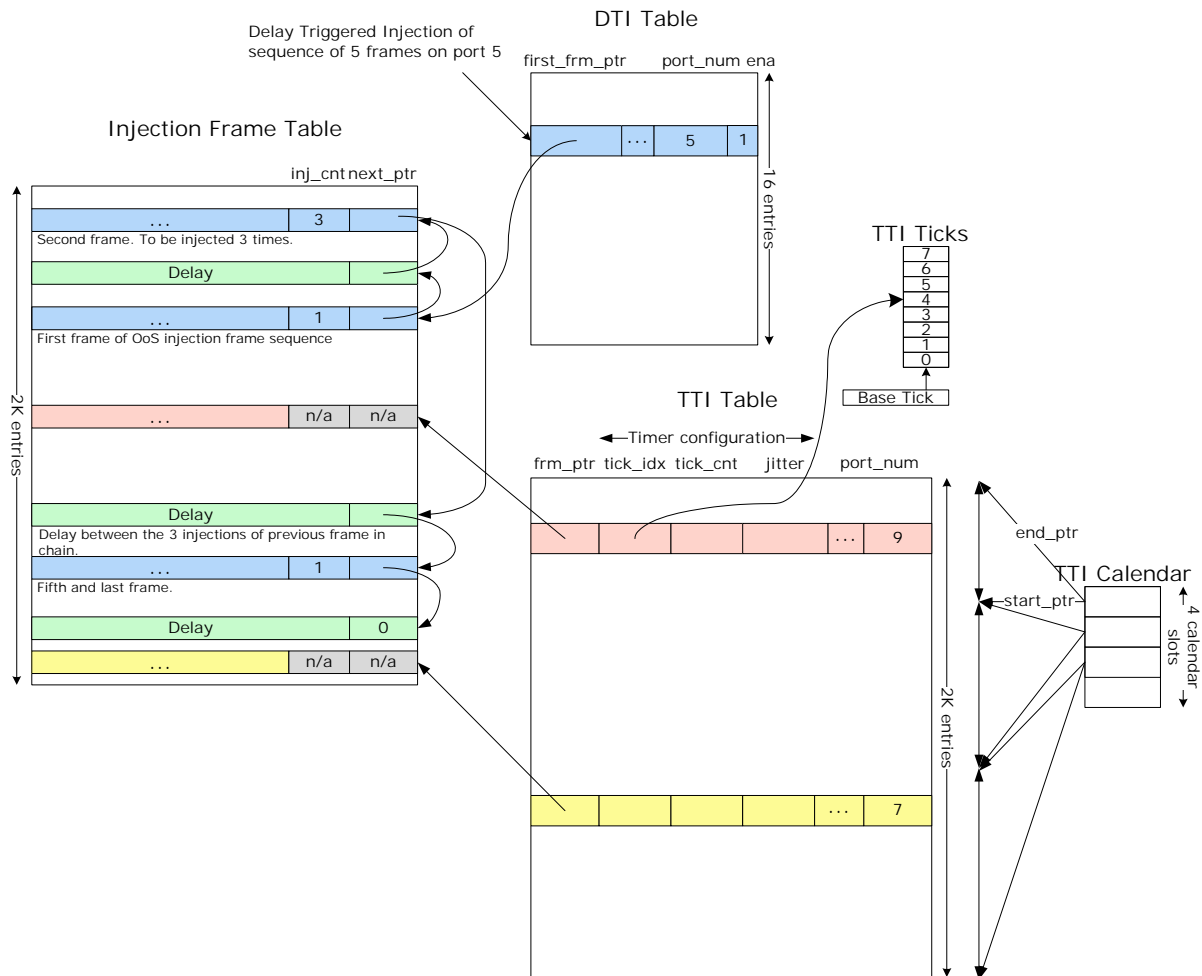 DTI Table
Delay Triggered Injection of
sequence of 5 frames on port 5
first_frm_ptr port_num ena
... 5 1
16 entries
Injection Frame Table
inj_cnt next_ptr
... 3
Second frame. To be injected 3 times.
Delay
... 1
First frame of OoS injection frame sequence
... n/a n/a
Delay
Delay between the 3 injections of previous frame in
chain.
... 1
Fifth and last frame.
Delay 0
... n/a n/a
2K entries
TTI Ticks
7
6
5
4
3
2
1
0
Base Tick
TTI Table
Timer configuration
frm_ptr tick_idx tick_cnt jitter port_num
... 9
... 7
2K entries
end_ptr
TTI Calendar
start_ptr
4 calendar
slots